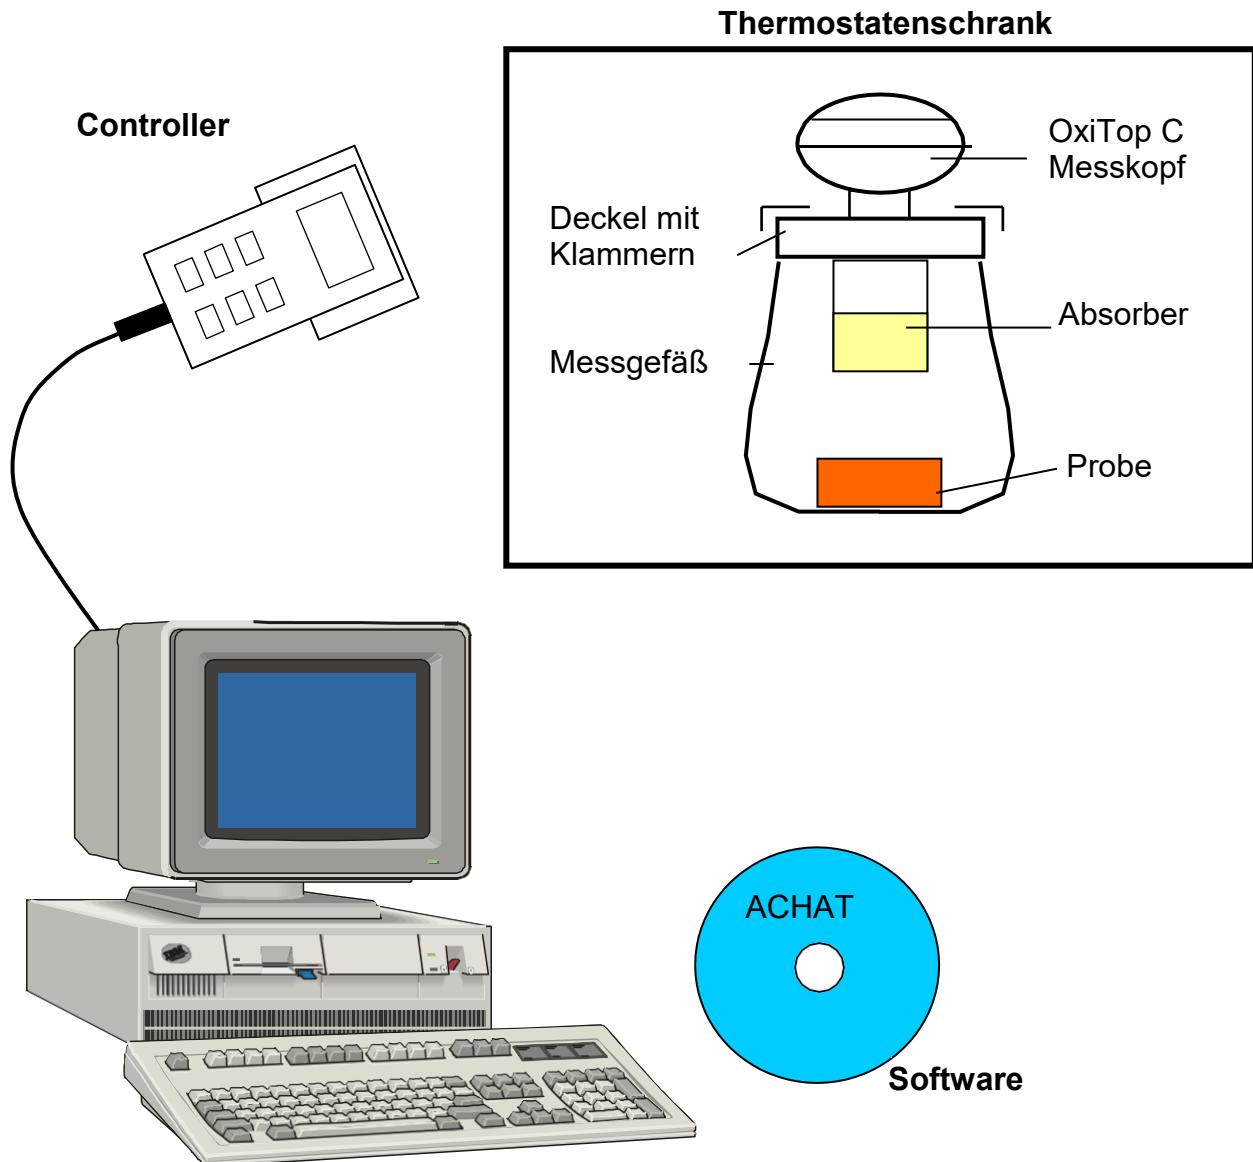 Thermostatenschrank
Controller
OxiTop C
Messkopf
Deckel mit
Klammern
Absorber
Messgefäß
Probe
ACHAT
Software